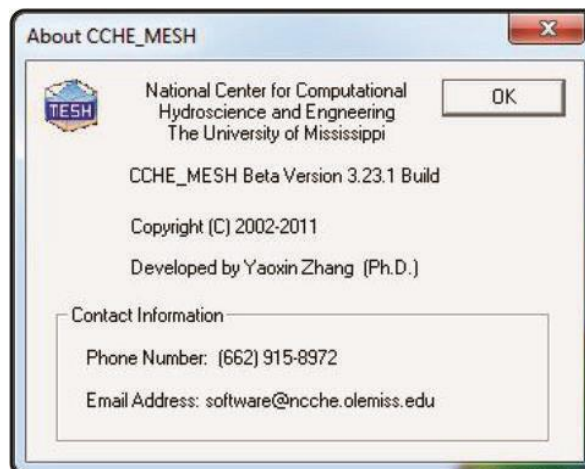 About CCHE_MESH
TESH
National Center for Computational
Hydroscience and Engneering
The University of Mississippi
OK
CCHE_MESH Beta Version 3.23.1 Build
Copyright (C) 2002-2011
Developed by Yaoxin Zhang (Ph.D.)
Contact Information
Phone Number: (662) 915-8972
Email Address: software@ncche.olemiss.edu